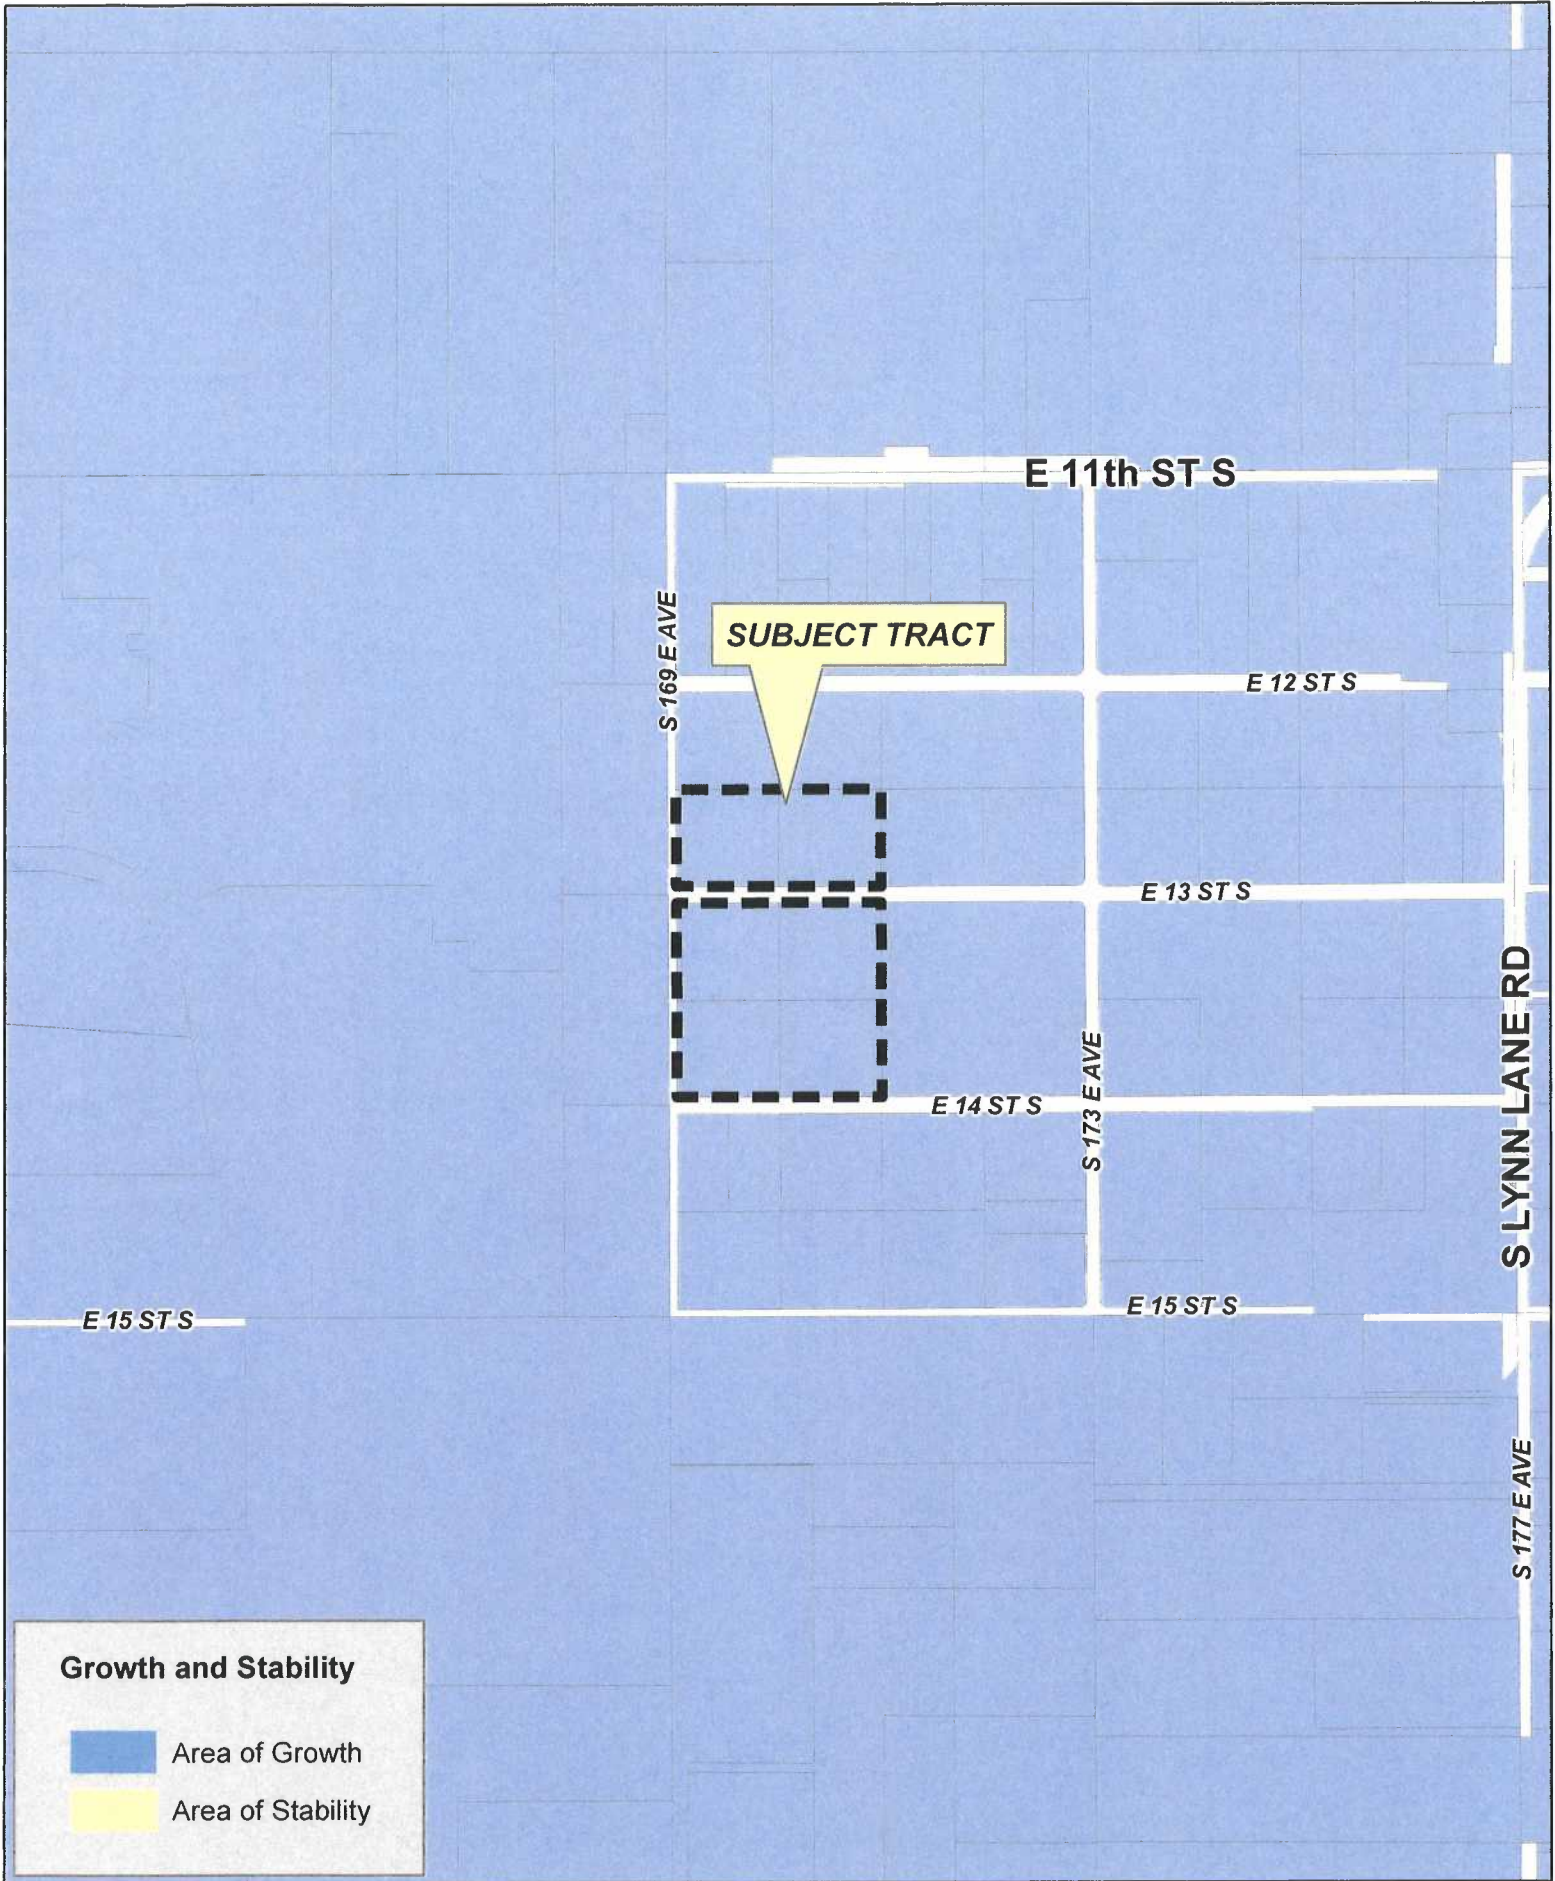 E 11th ST S
S 169 E AVE
SUBJECT TRACT
E 12 ST S
E 13 ST S
S LYNN LANE RD
S 173 E AVE
E 14 ST S
E 15 ST S
E 15 ST S
S 177 E AVE
Growth and Stability
Area of Growth
Area of Stability